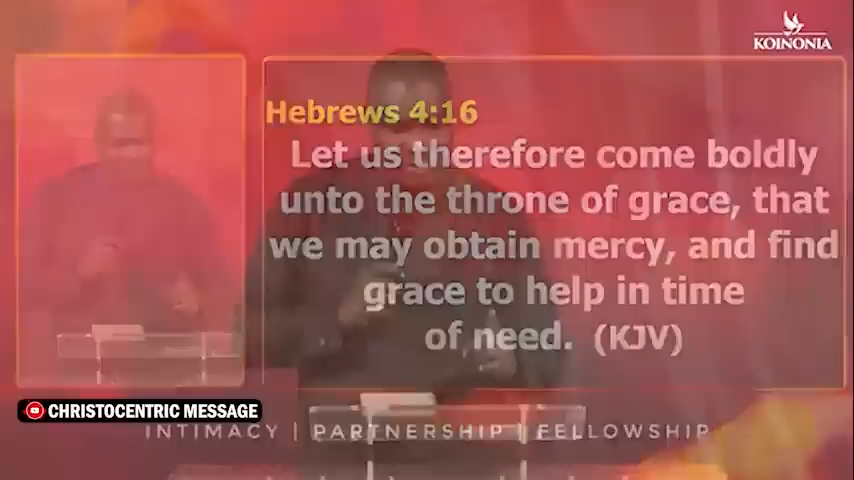 KOINONIA
Hebrews 4:16
Let us therefore come boldly
unto the throne of grace, that
we may obtain mercy, and find
grace to help in time
of need. (KJV)
CHRISTOCENTRIC MESSAGE
INTIMACY | PARTNERSHIP | FELLOWSHIP